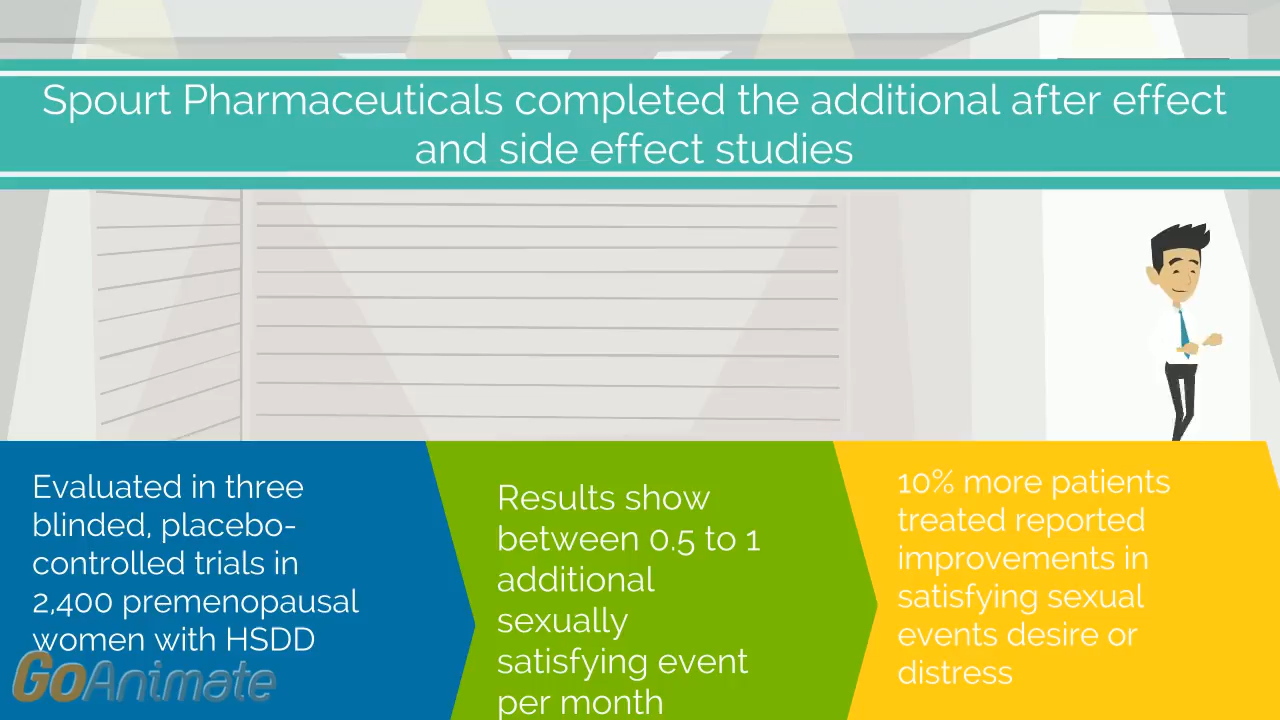 Spourt Pharmaceuticals completed the additional after effect
and side effect studies
Evaluated in three
blinded, placebo-
controlled trials in
2,400 premenopausal
women with HSDD
Results show
between 0.5 to 1
additional
sexually
satisfying event
per month
10% more patients
treated reported
improvements in
satisfying sexual
events desire or
distress
GoAnimate